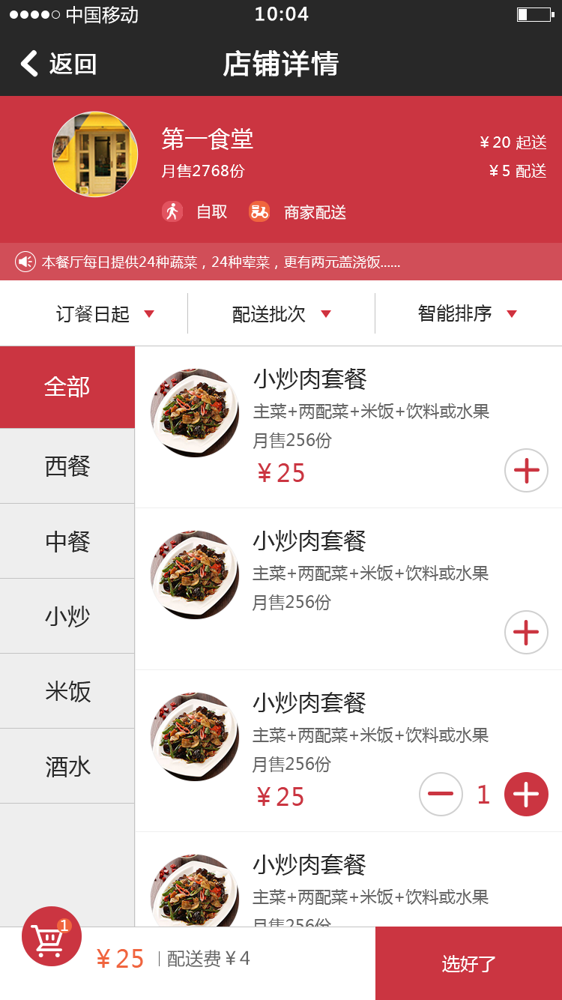 中国移动
10:04
返回
店铺详情
第一食堂
¥20 起送
月售2768份
¥5 配送
自取
商家配送
本餐厅每日提供24种蔬菜，24种荤菜，更有两元盖浇饭......
订餐日起
配送批次
智能排序
全部
西餐
中餐
小炒
米饭
酒水
小炒肉套餐
主菜+两配菜+米饭+饮料或水果
月售256份
¥25
小炒肉套餐
主菜+两配菜+米饭+饮料或水果
月售256份
小炒肉套餐
主菜+两配菜+米饭+饮料或水果
月售256份
¥25
1
小炒肉套餐
主菜+两配菜+米饭+饮料或水果
月售256份
1
¥25
配送费¥4
选好了